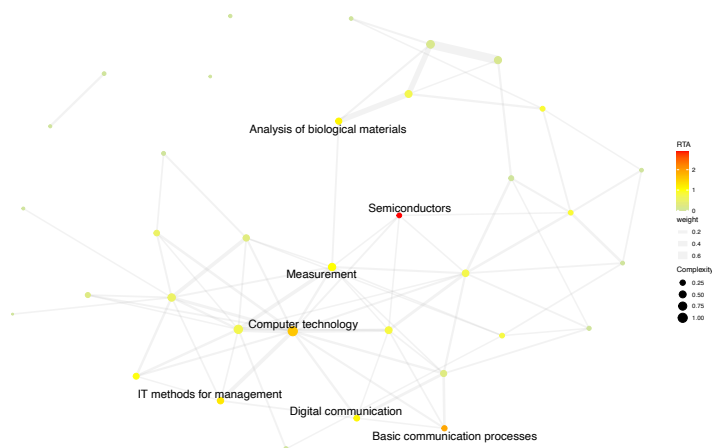 Analysis of biological materials
Semiconductors
Measurement
Computer technology
IT methods for management
Digital communication
Basic communication processes
RTA
2
1
0
weight
0.2
0.4
0.6
Complexity
0.25
0.50
0.75
1.00